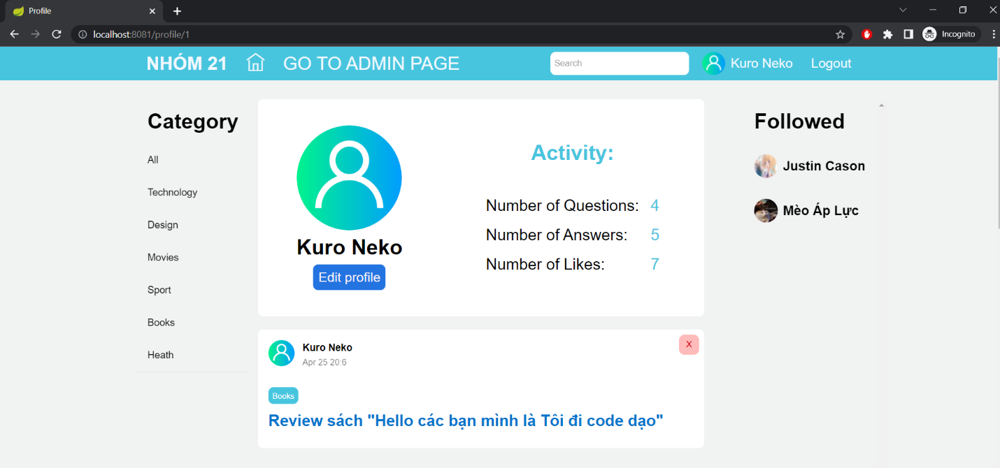 Profile
localhost:8081/profile/1
Incognito
NHÓM 21
GO TO ADMIN PAGE
Search
Kuro Neko
Logout
Category
All
Technology
Design
Movies
Sport
Books
Heath
Kuro Neko
Edit profile
Activity:
Number of Questions: 4
Number of Answers: 5
Number of Likes: 7
Kuro Neko
Apr 25 20:6
X
Books
Review sách "Hello các bạn mình là Tôi đi code dạo"
Followed
Justin Cason
Mèo Áp Lực